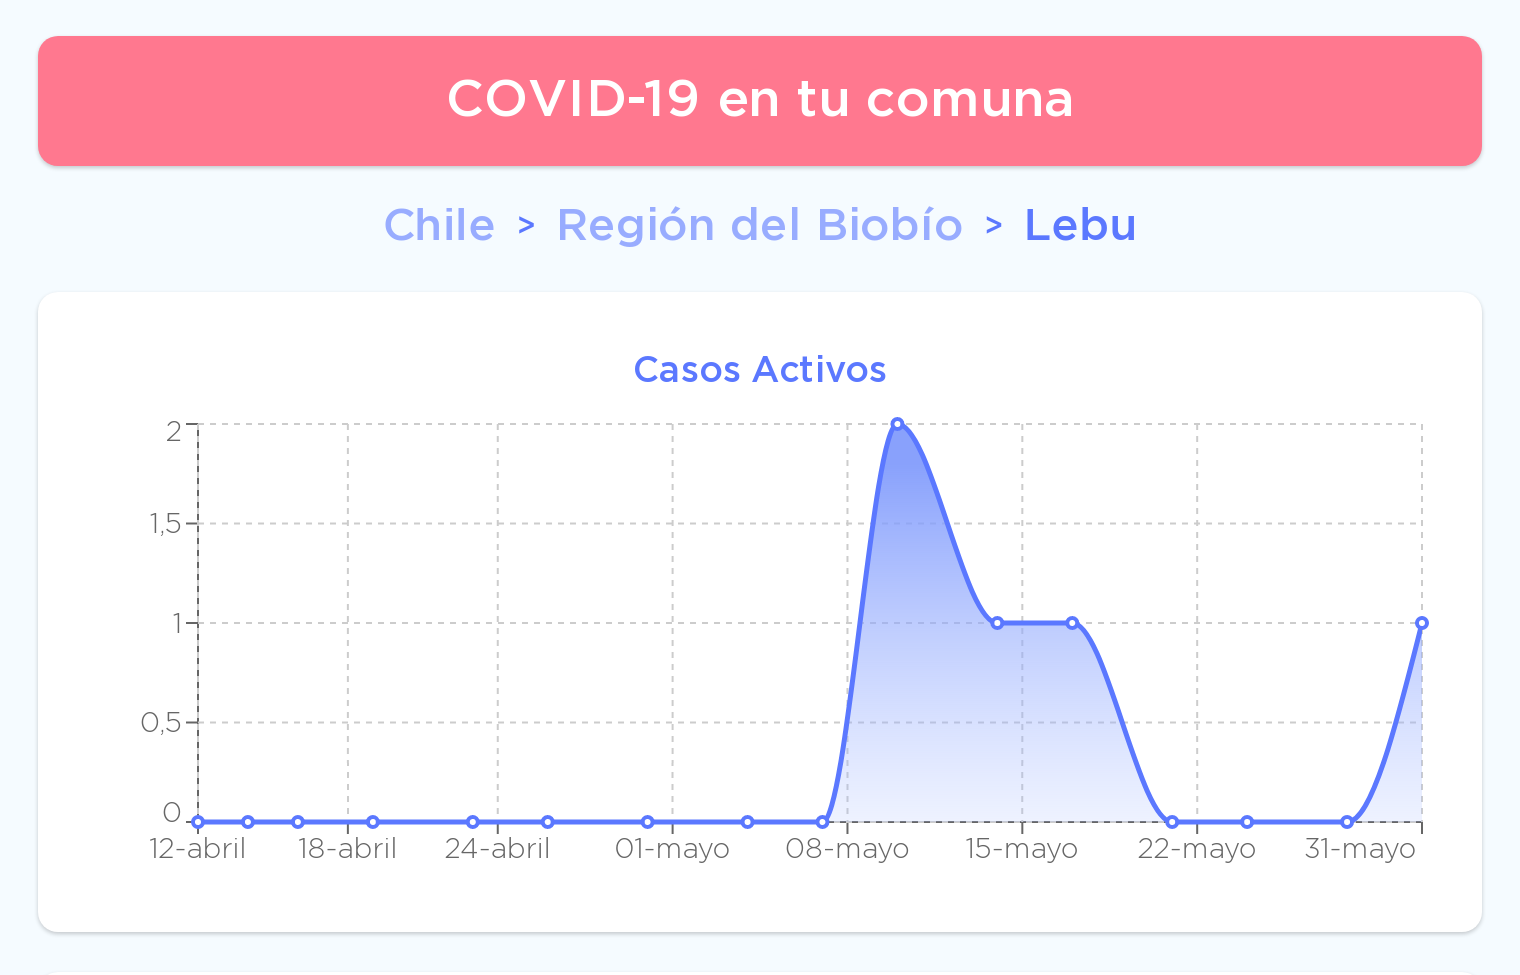 COVID-19 en tu comuna
Chile > Región del Biobío > Lebu
Casos Activos
2
1,5
1
0,5
0
12-abril 18-abril 24-abril 01-mayo 08-mayo 15-mayo 22-mayo 31-mayo